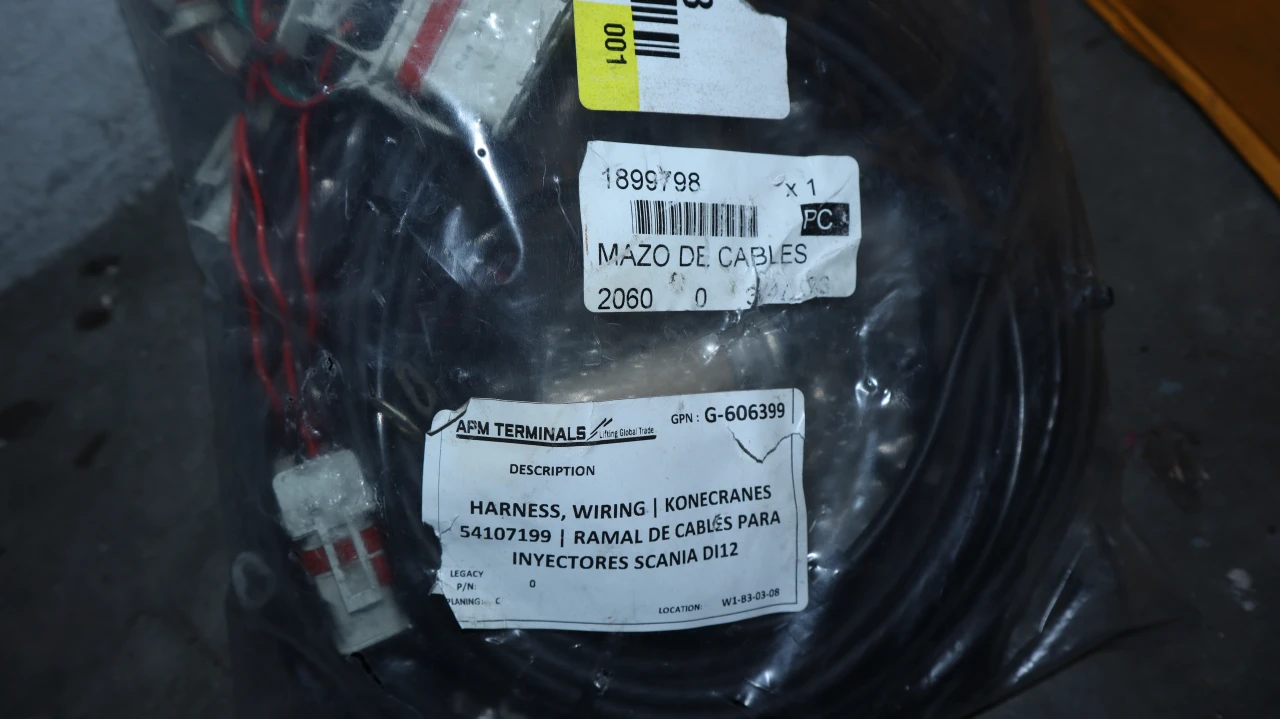 001
1899798 x 1
PC
MAZO DE CABLES
2060 0
APM TERMINALS Lifting Global Trade
GPN : G-606399
DESCRIPTION
HARNESS, WIRING | KONECRANES
54107199 | RAMAL DE CABLES PARA
INYECTORES SCANIA DI12
LEGACY
P/N: 0
PLANING: C
LOCATION: W1-B3-03-08